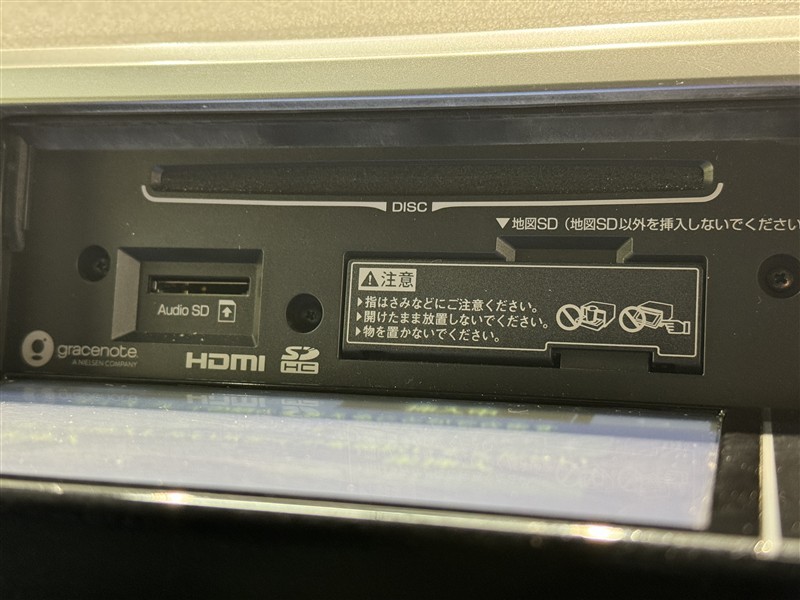 DISC
▼地図SD（地図SD以外を挿入しないでください
Audio SD
注意
▶指はさみなどにご注意ください。
▶開けたまま放置しないでください。
▶物を置かないでください。
gracenote.
A NIELSEN COMPANY
HDMI
SD
HC